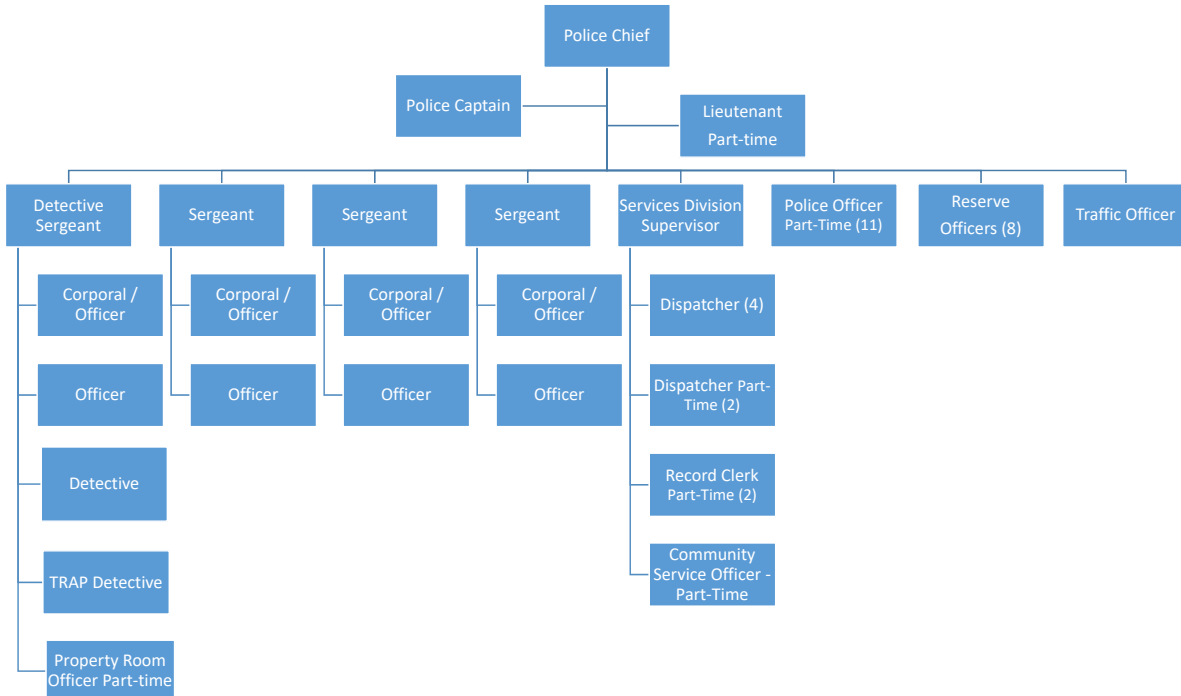 Police Chief
Police Captain
Lieutenant
Part-time
Detective
Sergeant
Sergeant
Sergeant
Sergeant
Services Division
Supervisor
Police Officer
Part-Time (11)
Reserve
Officers (8)
Traffic Officer
Corporal /
Officer
Corporal /
Officer
Corporal /
Officer
Corporal /
Officer
Dispatcher (4)
Officer
Officer
Officer
Officer
Dispatcher Part-
Time (2)
Detective
Record Clerk
Part-Time (2)
TRAP Detective
Community
Service Officer -
Part-Time
Property Room
Officer Part-time